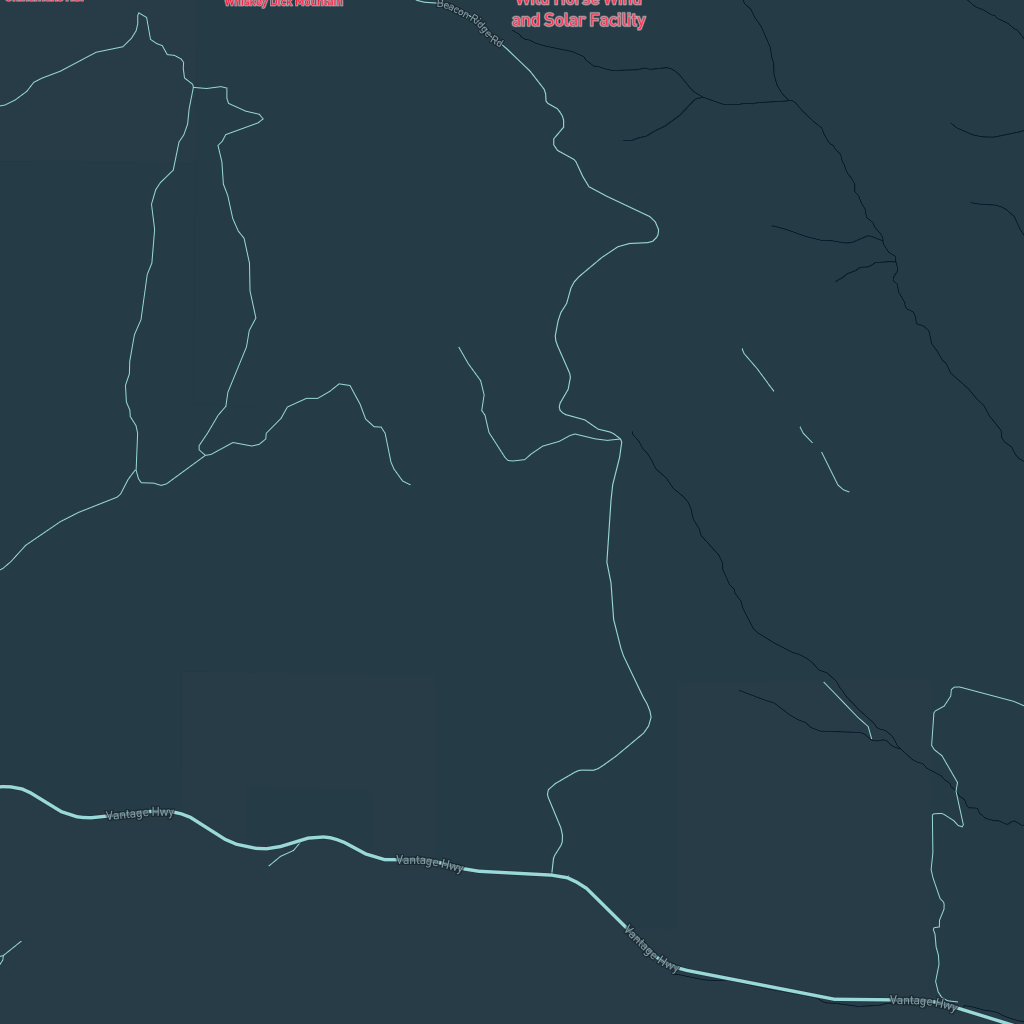 Whiskey Dick Mountain
Wild Horse Wind
and Solar Facility
Beacon Ridge Rd
Vantage Hwy
Vantage Hwy
Vantage Hwy
Vantage Hwy